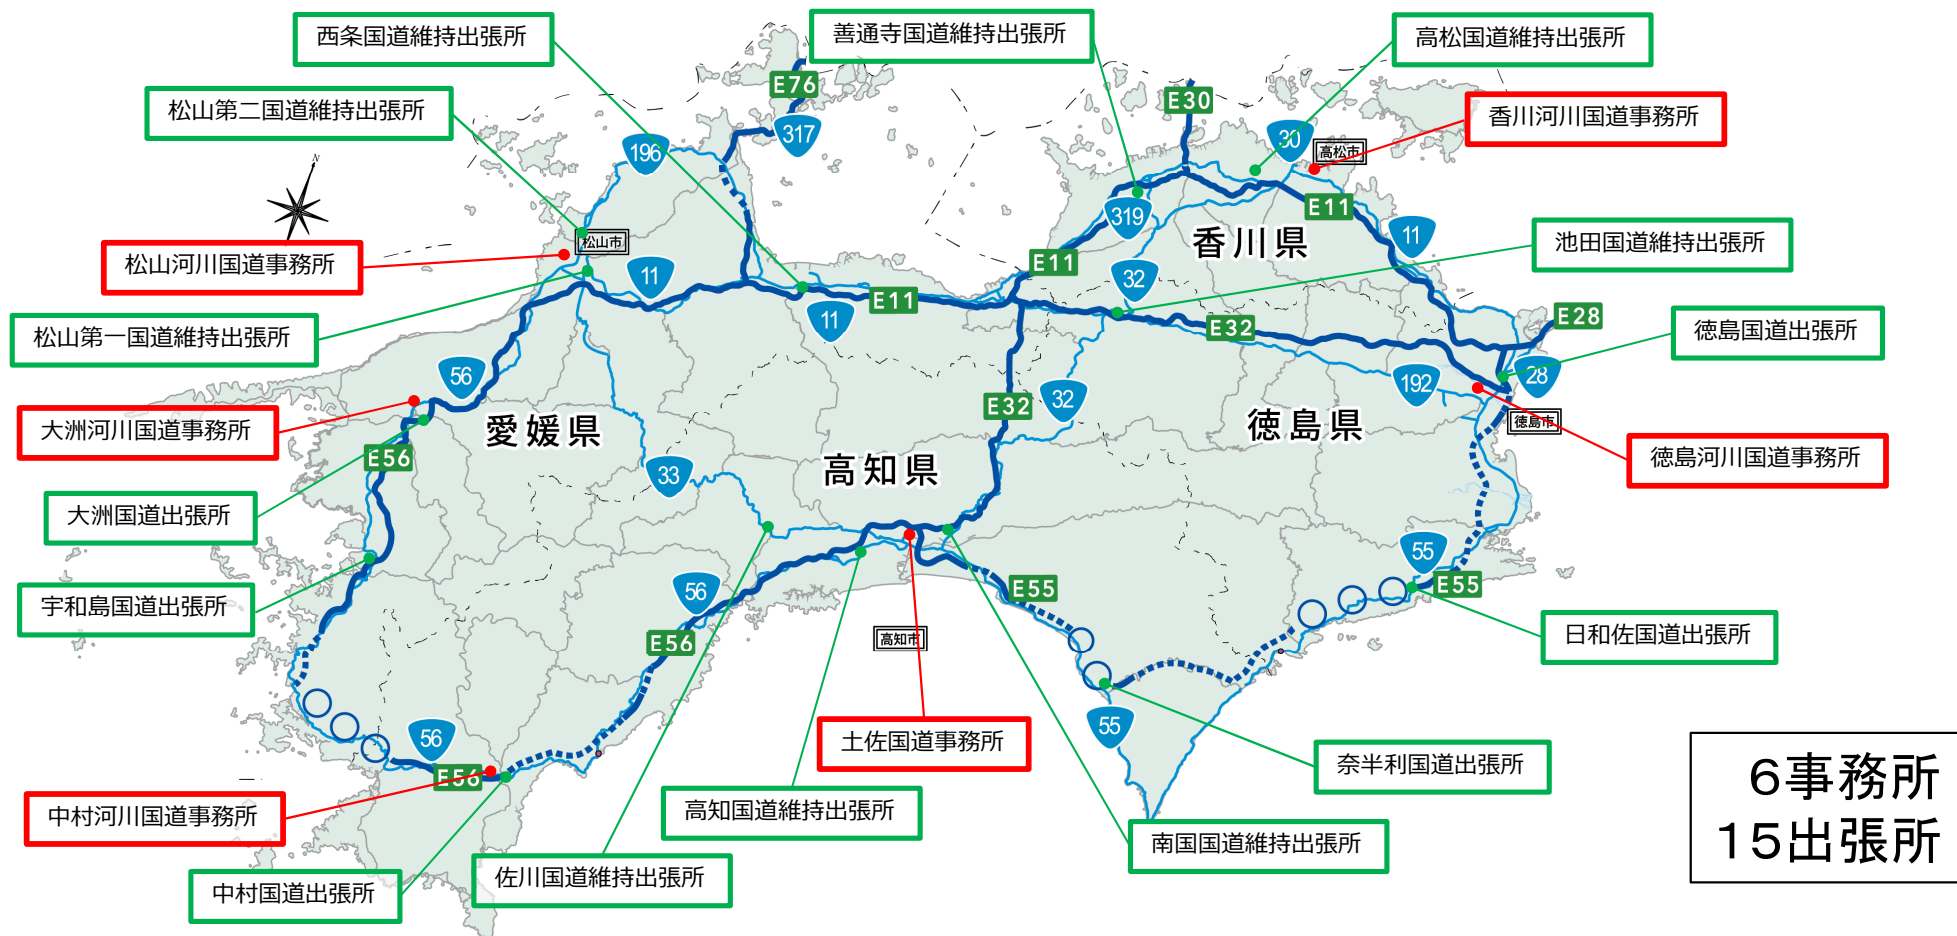 西条国道維持出張所
善通寺国道維持出張所
高松国道維持出張所
E76
松山第二国道維持出張所
E30
香川河川国道事務所
317
196
30
高松市
E11
319
11
松山市
香川県
池田国道維持出張所
松山河川国道事務所
E11
11
32
E11
11
E28
松山第一国道維持出張所
E32
徳島国道出張所
56
28
192
32
E32
大洲河川国道事務所
愛媛県
徳島県
徳島市
E56
高知県
徳島河川国道事務所
33
大洲国道出張所
55
E55
56
E55
宇和島国道出張所
高知市
E56
日和佐国道出張所
55
56
土佐国道事務所
奈半利国道出張所
E56
6事務所
15出張所
中村河川国道事務所
高知国道維持出張所
南国国道維持出張所
佐川国道維持出張所
中村国道出張所
N